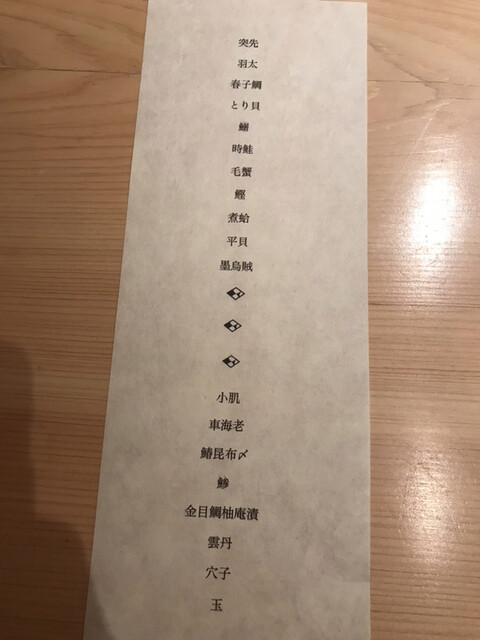 突先
羽太
春子鯛
とり貝
鰯
時鮭
毛蟹
鰹
煮蛤
平貝
墨烏賊
小肌
車海老
鰆昆布〆
鯵
金目鯛柚庵漬
雲丹
穴子
玉